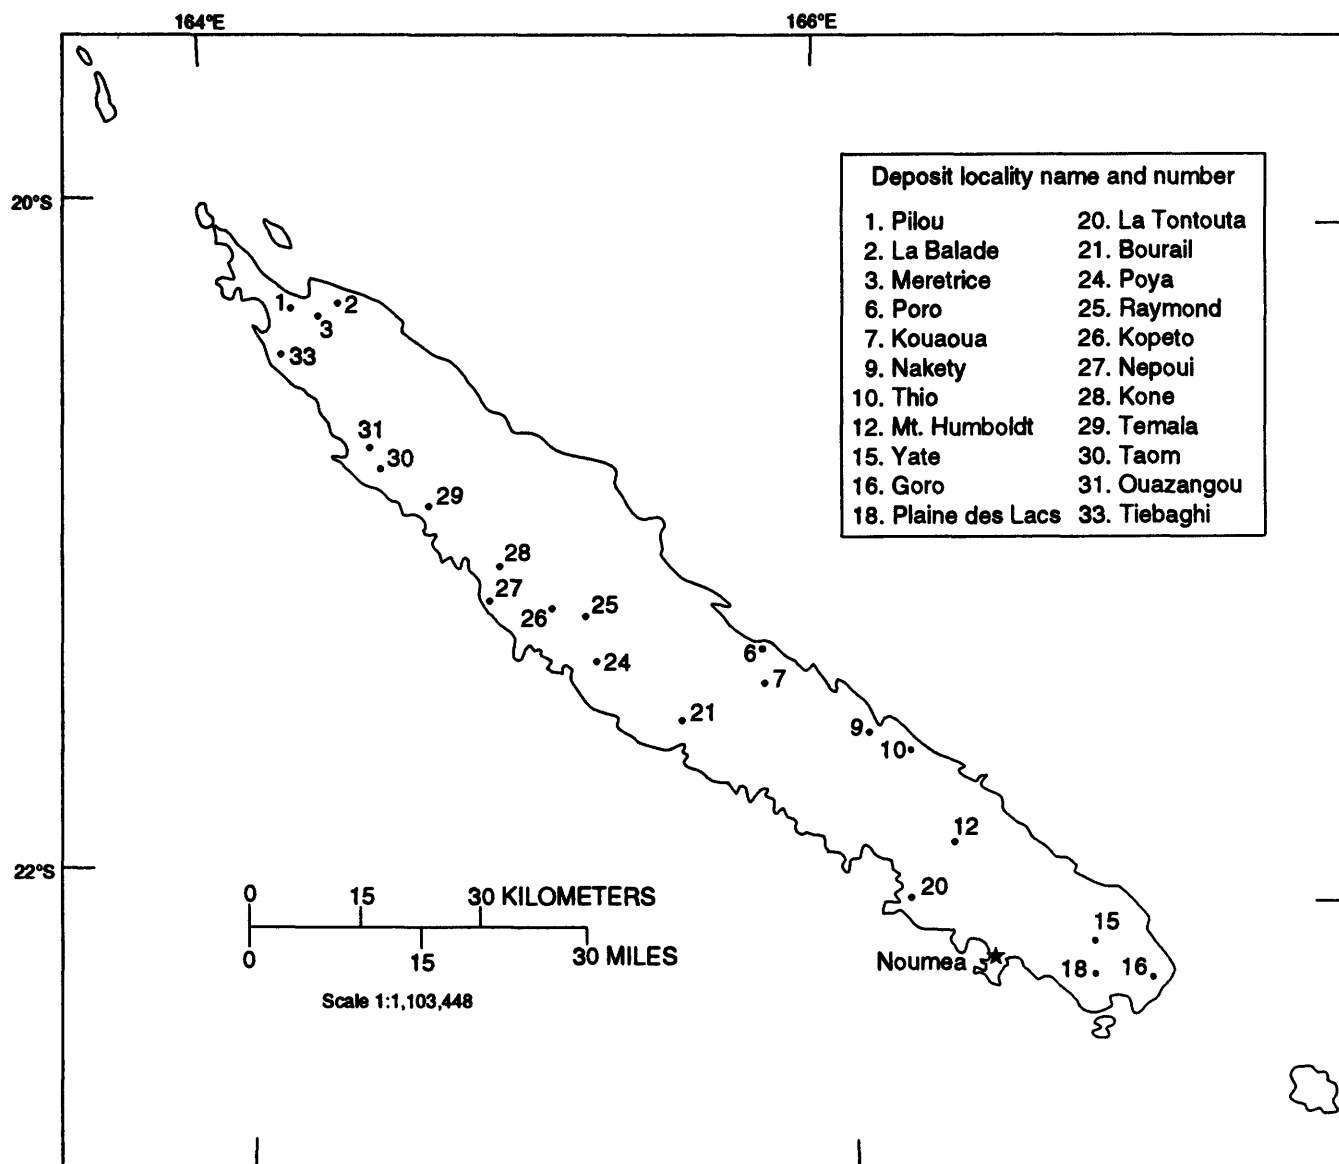 164°E 166°E
20°S
22°S
Deposit locality name and number
1. Pilou 20. La Tontouta
2. La Balade 21. Bourail
3. Meretrice 24. Poya
6. Poro 25. Raymond
7. Kouaoua 26. Kopeto
9. Nakety 27. Nepoui
10. Thio 28. Kone
12. Mt. Humboldt 29. Temala
15. Yate 30. Taom
16. Goro 31. Ouazangou
18. Plaine des Lacs 33. Tiebaghi
1
2
3
33
31
30
29
28
27
26
25
24
6
7
21
9
10
12
20
15
Noumea
18
16
0 15 30 KILOMETERS
0 15 30 MILES
Scale 1:1,103,448